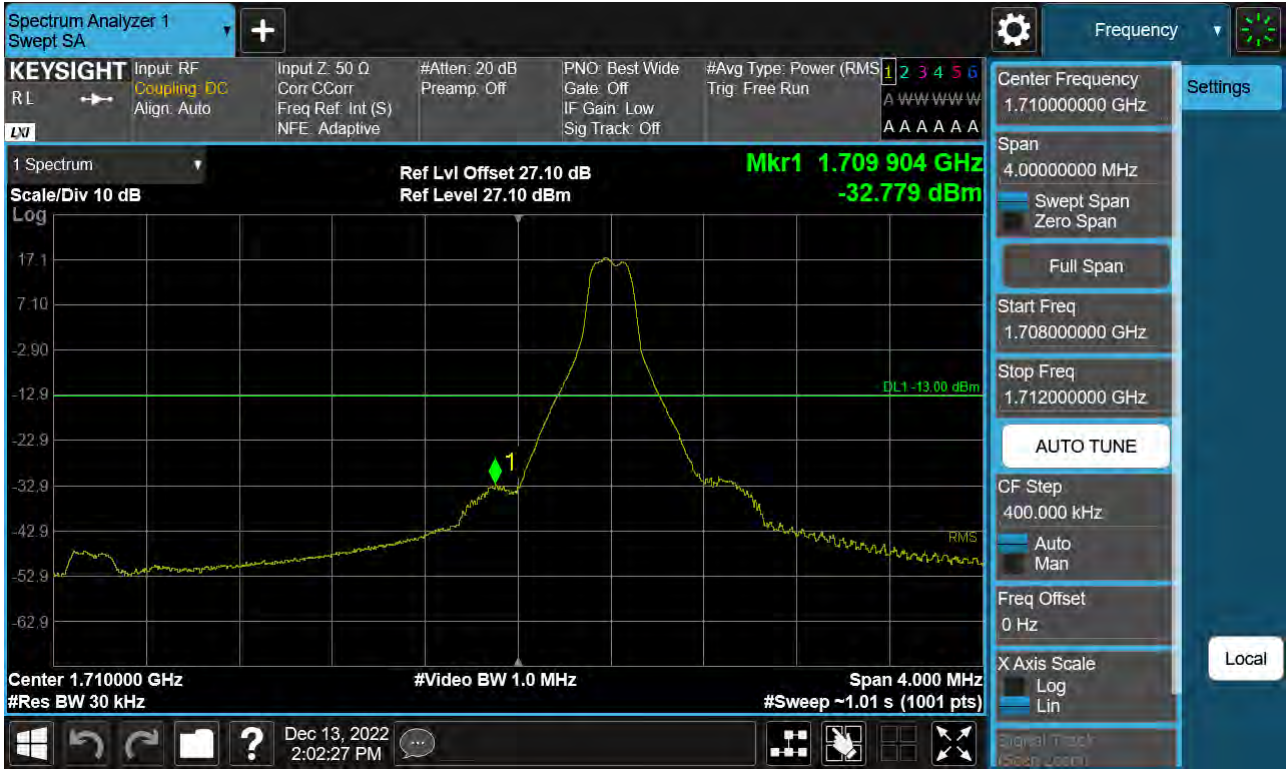 Spectrum Analyzer 1
Swept SA
Frequency
KEYSIGHT
R L
LXI
Input: RF
Coupling: DC
Align: Auto
Input Z: 50 Ω
Corr CCorr
Freq Ref: Int (S)
NFE: Adaptive
#Atten: 20 dB
Preamp: Off
PNO: Best Wide
Gate: Off
IF Gain: Low
Sig Track: Off
#Avg Type: Power (RMS
Trig: Free Run
1 2 3 4 5 6
A W W W W W
A A A A A A
1 Spectrum
Scale/Div 10 dB
Ref Lvl Offset 27.10 dB
Ref Level 27.10 dBm
Mkr1 1.709 904 GHz
-32.779 dBm
Log
17.1
7.10
-2.90
-12.9
-22.9
-32.9
-42.9
-52.9
-62.9
DL1 -13.00 dBm
1
RMS
Center 1.710000 GHz
#Video BW 1.0 MHz
Span 4.000 MHz
#Res BW 30 kHz
#Sweep ~1.01 s (1001 pts)
Dec 13, 2022
2:02:27 PM
Center Frequency
1.710000000 GHz
Span
4.00000000 MHz
Swept Span
Zero Span
Full Span
Start Freq
1.708000000 GHz
Stop Freq
1.712000000 GHz
AUTO TUNE
CF Step
400.000 kHz
Auto
Man
Freq Offset
0 Hz
X Axis Scale
Log
Lin
Signal Track
(Span Zoom)
Settings
Local